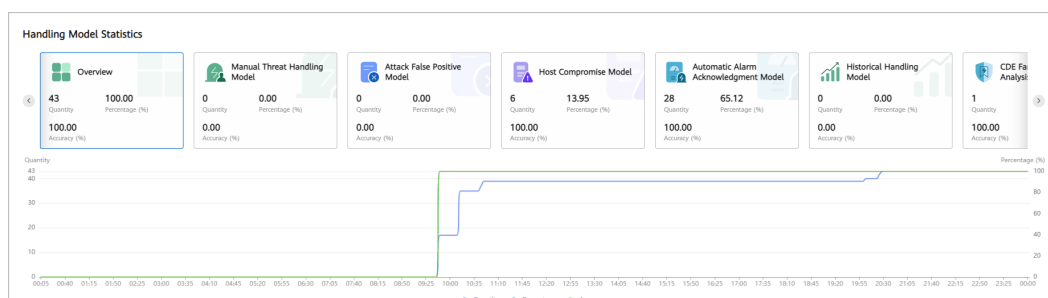 Handling Model Statistics
Overview
43 100.00
Quantity Percentage (%)
100.00
Accuracy (%)
Manual Threat Handling
Model
0 0.00
Quantity Percentage (%)
0.00
Accuracy (%)
Attack False Positive
Model
0 0.00
Quantity Percentage (%)
0.00
Accuracy (%)
Host Compromise Model
6 13.95
Quantity Percentage (%)
100.00
Accuracy (%)
Automatic Alarm
Acknowledgment Model
28 65.12
Quantity Percentage (%)
100.00
Accuracy (%)
Historical Handling
Model
0 0.00
Quantity Percentage (%)
0.00
Accuracy (%)
CDE Fa
Analysi
1
Quantity
100.00
Accuracy (%)
Quantity Percentage (%)
43 100
40
80
30
60
20
40
10
20
0 0
00:05 00:40 01:15 01:50 02:25 03:00 03:35 04:10 04:45 05:20 05:55 06:30 07:05 07:40 08:15 08:50 09:25 10:00 10:35 11:10 11:45 12:20 12:55 13:30 14:05 14:40 15:15 15:50 16:25 17:00 17:35 18:10 18:45 19:20 19:55 20:30 21:05 21:40 22:15 22:50 23:25 00:00